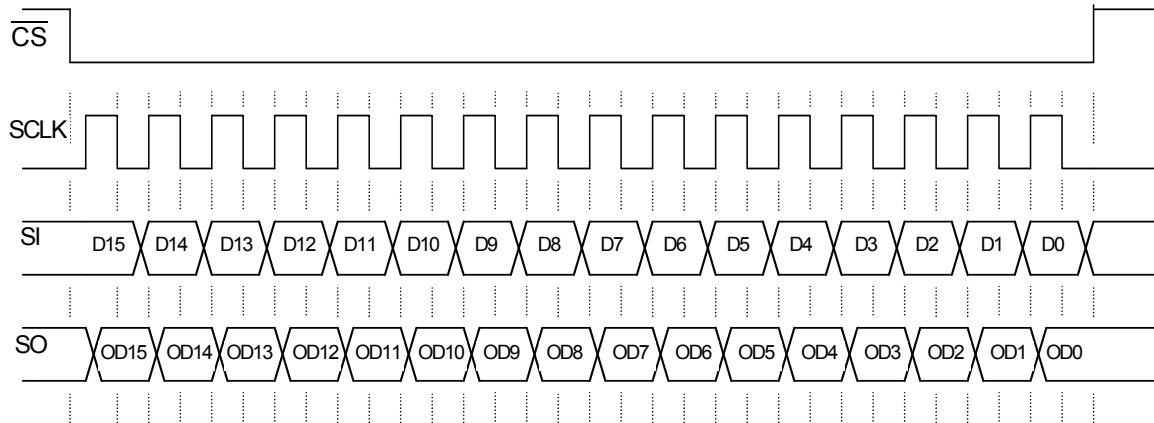 CS
SCLK
SI D15 D14 D13 D12 D11 D10 D9 D8 D7 D6 D5 D4 D3 D2 D1 D0
SO OD15 OD14 OD13 OD12 OD11 OD10 OD9 OD8 OD7 OD6 OD5 OD4 OD3 OD2 OD1 OD0